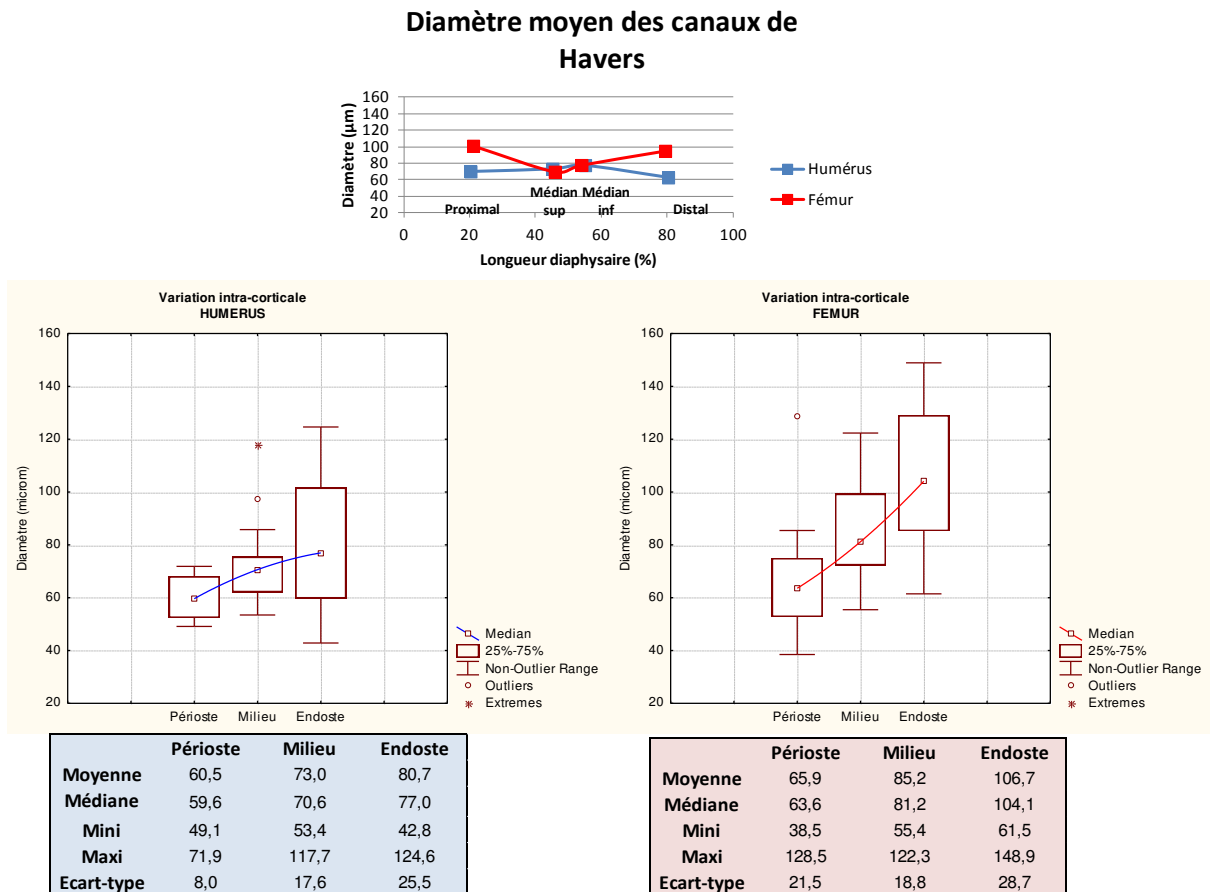 Diamètre moyen des canaux de
Havers
Diamètre (µm)
160
140
120
100
80
60
40
20
Proximal
Médian sup
Médian inf
Distal
0 20 40 60 80 100
Longueur diaphysaire (%)
Humérus
Fémur
Variation intra-corticale
HUMERUS
Diamètre (microm)
160
140
120
100
80
60
40
20
Périoste Milieu Endoste
Median
25%-75%
Non-Outlier Range
Outliers
Extremes
Variation intra-corticale
FEMUR
Diamètre (microm)
160
140
120
100
80
60
40
20
Périoste Milieu Endoste
Median
25%-75%
Non-Outlier Range
Outliers
Extremes
Périoste Milieu Endoste
Moyenne 60,5 73,0 80,7
Médiane 59,6 70,6 77,0
Mini 49,1 53,4 42,8
Maxi 71,9 117,7 124,6
Ecart-type 8,0 17,6 25,5
Périoste Milieu Endoste
Moyenne 65,9 85,2 106,7
Médiane 63,6 81,2 104,1
Mini 38,5 55,4 61,5
Maxi 128,5 122,3 148,9
Ecart-type 21,5 18,8 28,7